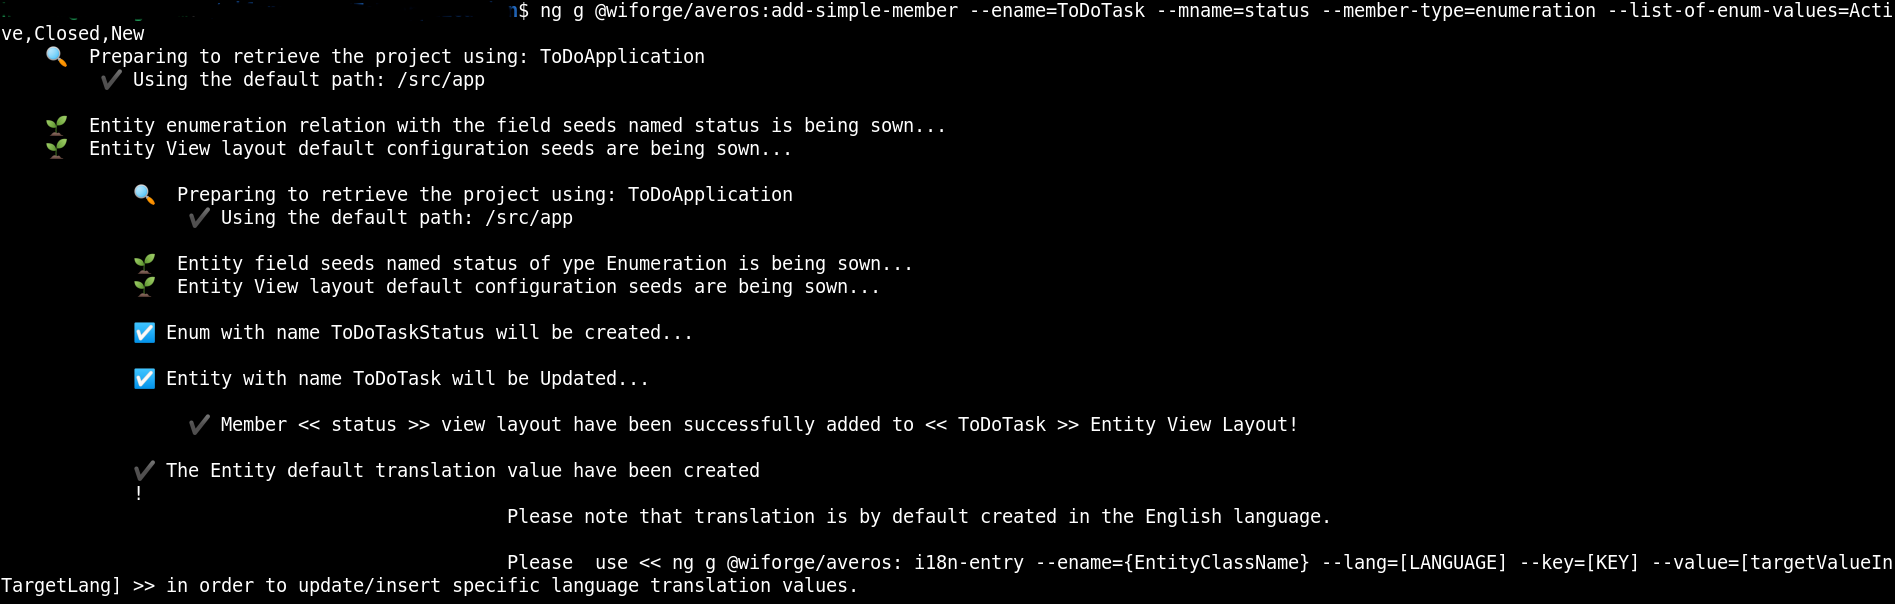 $ ng g @wiforge/averos:add-simple-member --ename=ToDoTask --mname=status --member-type=enumeration --list-of-enum-values=Acti
ve,Closed,New
Preparing to retrieve the project using: ToDoApplication
✔ Using the default path: /src/app
Entity enumeration relation with the field seeds named status is being sown...
Entity View layout default configuration seeds are being sown...
Preparing to retrieve the project using: ToDoApplication
✔ Using the default path: /src/app
Entity field seeds named status of ype Enumeration is being sown...
Entity View layout default configuration seeds are being sown...
☑ Enum with name ToDoTaskStatus will be created...
☑ Entity with name ToDoTask will be Updated...
✔ Member << status >> view layout have been successfully added to << ToDoTask >> Entity View Layout!
✔ The Entity default translation value have been created
!
Please note that translation is by default created in the English language.
Please  use << ng g @wiforge/averos: i18n-entry --ename={EntityClassName} --lang=[LANGUAGE] --key=[KEY] --value=[targetValueIn
TargetLang] >> in order to update/insert specific language translation values.